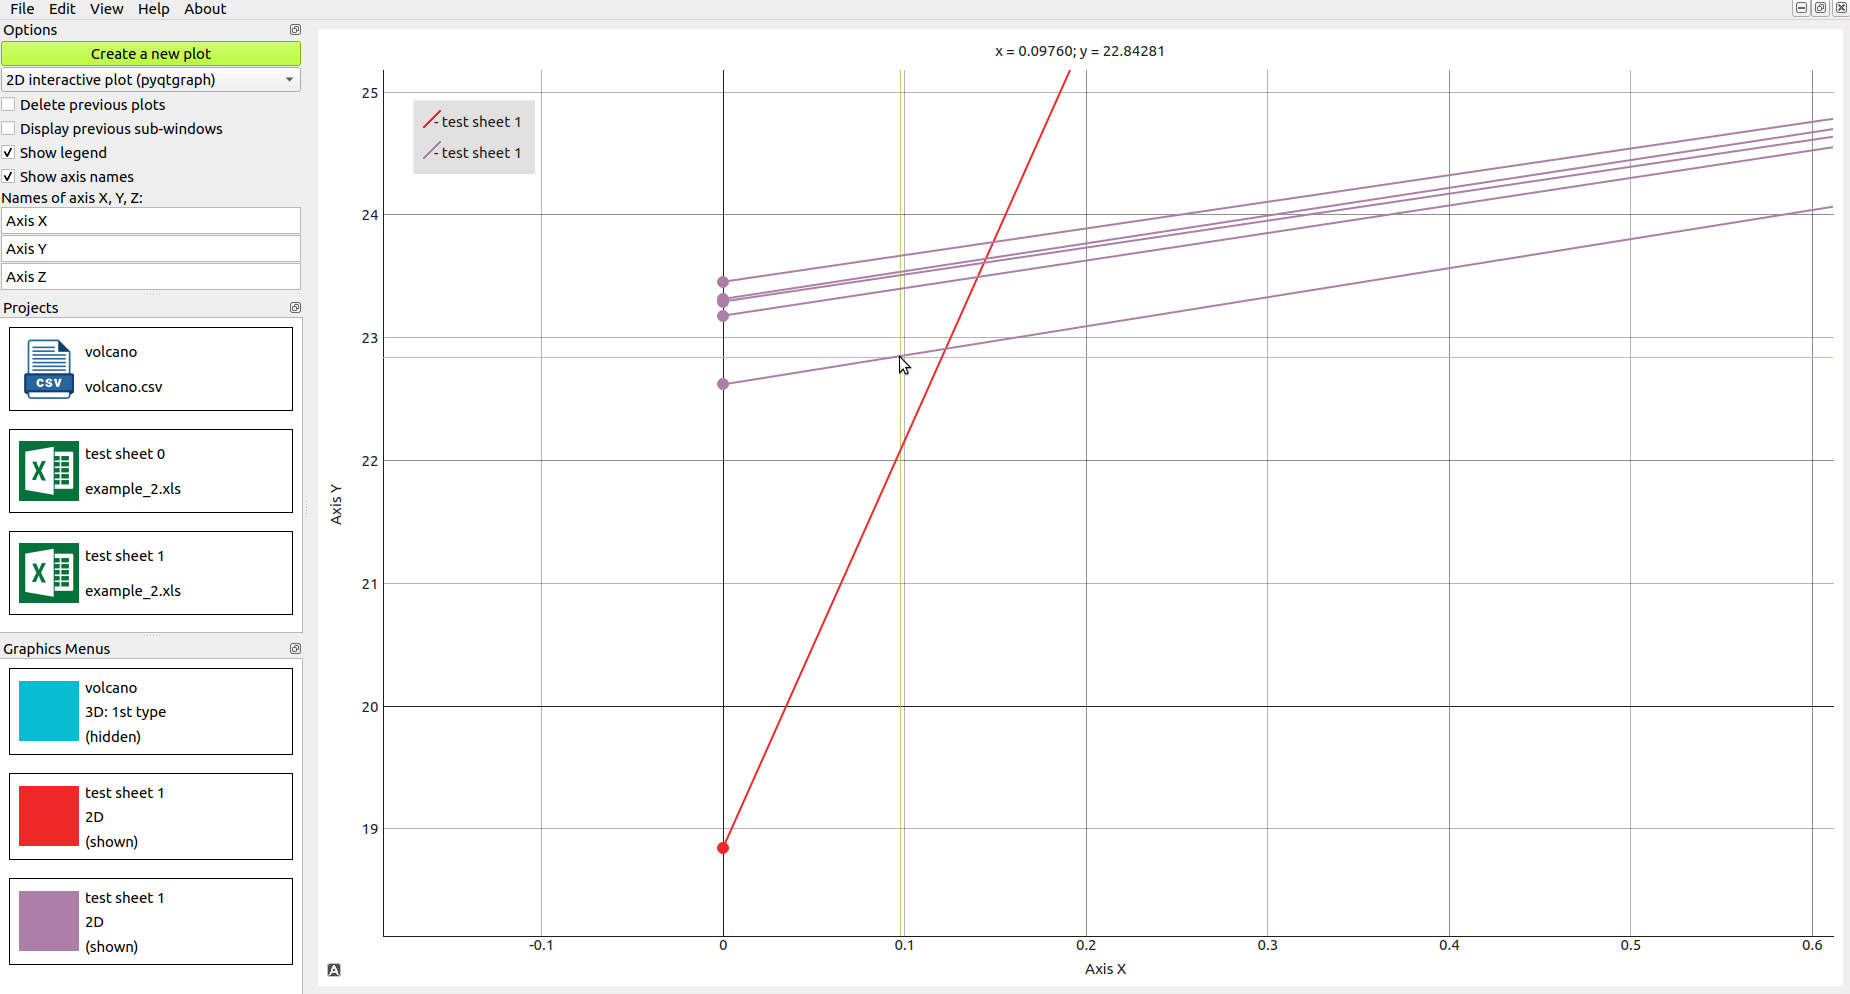 File Edit View Help About
Options
Create a new plot
2D interactive plot (pyqtgraph)
Delete previous plots
Display previous sub-windows
Show legend
Show axis names
Names of axis X, Y, Z:
Axis X
Axis Y
Axis Z
Projects
volcano
CSV
volcano.csv
test sheet 0
X
example_2.xls
test sheet 1
X
example_2.xls
Graphics Menus
volcano
3D: 1st type
(hidden)
test sheet 1
2D
(shown)
test sheet 1
2D
(shown)
x = 0.09760; y = 22.84281
test sheet 1
test sheet 1
25
24
23
22
21
20
19
Axis Y
-0.1 0 0.1 0.2 0.3 0.4 0.5 0.6
Axis X
A